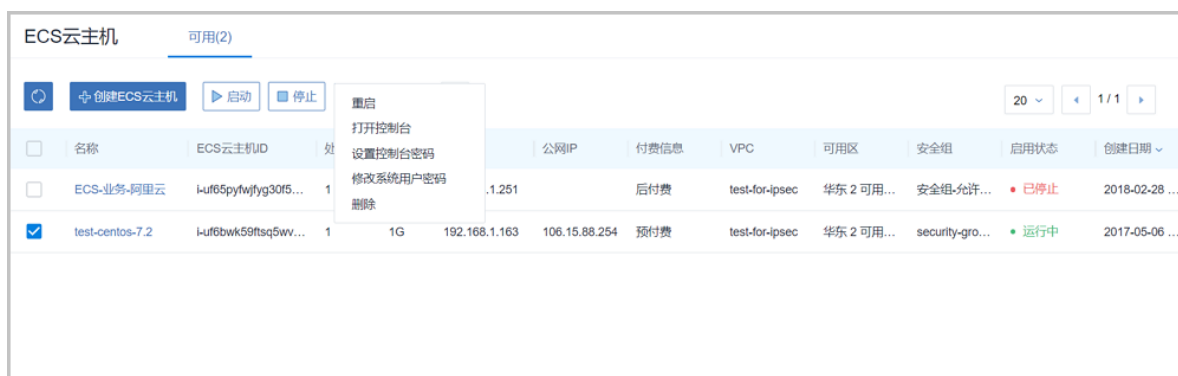 ECS云主机 可用(2)
创建ECS云主机 启动 停止 20 1 / 1
重启
打开控制台
设置控制台密码
修改系统用户密码
删除
名称 ECS云主机ID 处 公网IP 付费信息 VPC 可用区 安全组 启用状态 创建日期
ECS-业务-阿里云 i-uf65pyfwjfyg30f5... 1 .1.251 后付费 test-for-ipsec 华东 2 可用... 安全组-允许... 已停止 2018-02-28 ...
test-centos-7.2 i-uf6bwk59ftsq5wv... 1 1G 192.168.1.163 106.15.88.254 预付费 test-for-ipsec 华东 2 可用... security-gro... 运行中 2017-05-06 ...